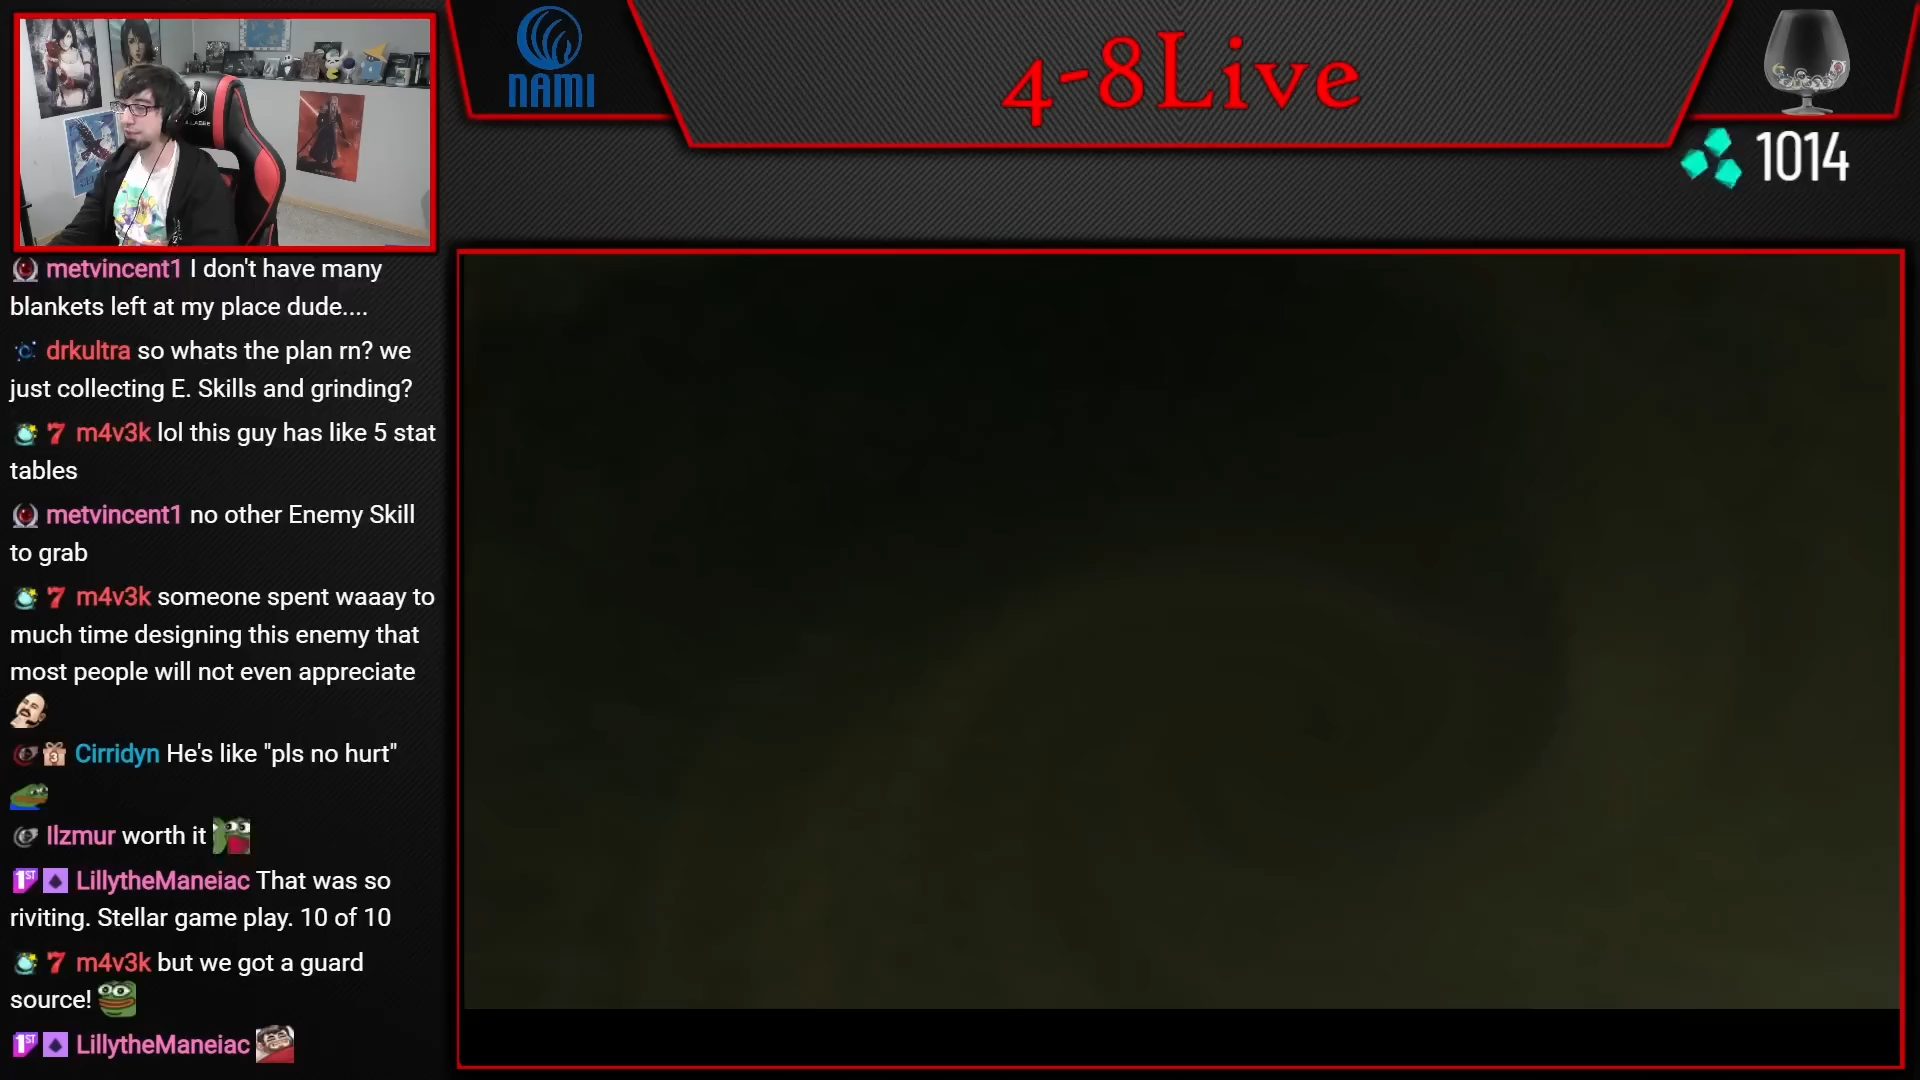 NAMI
4-8Live
1014
metvincent1 I don't have many
blankets left at my place dude....
drkultra so whats the plan rn? we
just collecting E. Skills and grinding?
7 m4v3k lol this guy has like 5 stat
tables
metvincent1 no other Enemy Skill
to grab
7 m4v3k someone spent waaay to
much time designing this enemy that
most people will not even appreciate
3 Cirridyn He's like "pls no hurt"
Ilzmur worth it
1ST LillytheManeiac That was so
riviting. Stellar game play. 10 of 10
7 m4v3k but we got a guard
source!
1ST LillytheManeiac